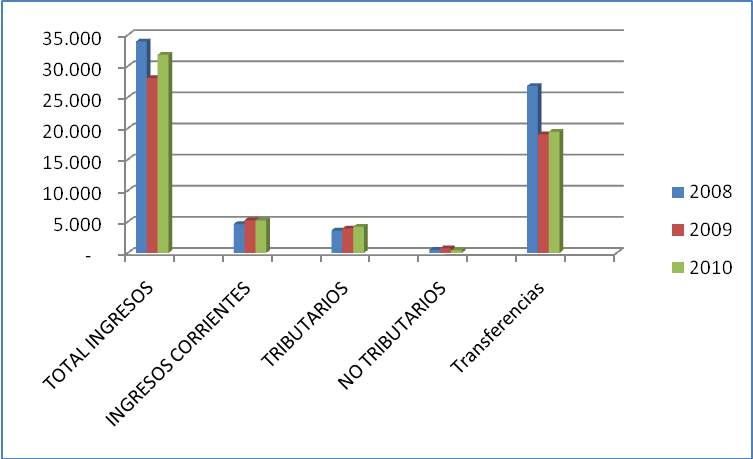 35.000
30.000
25.000
20.000
15.000
10.000
5.000
-
TOTAL INGRESOS
INGRESOS CORRIENTES
TRIBUTARIOS
NO TRIBUTARIOS
Transferencias
2008
2009
2010